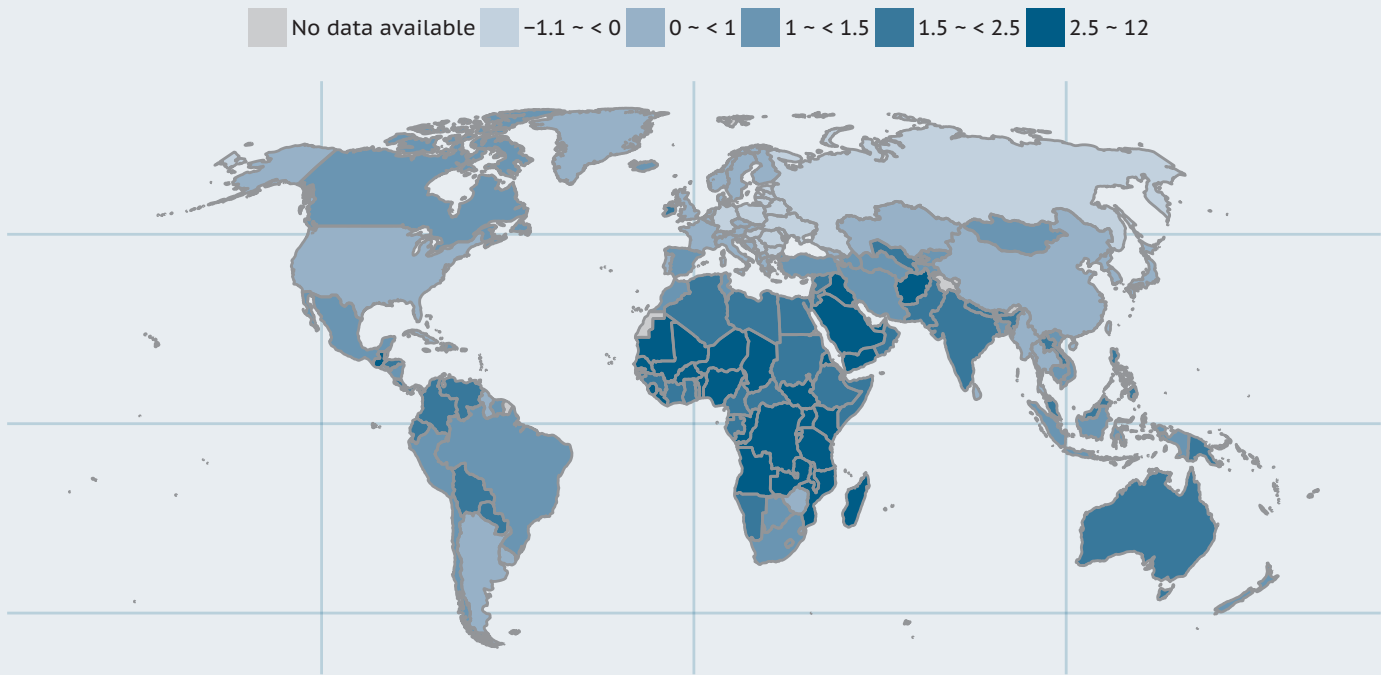 No data available −1.1 ~ < 0 0 ~ < 1 1 ~ < 1.5 1.5 ~ < 2.5 2.5 ~ 12